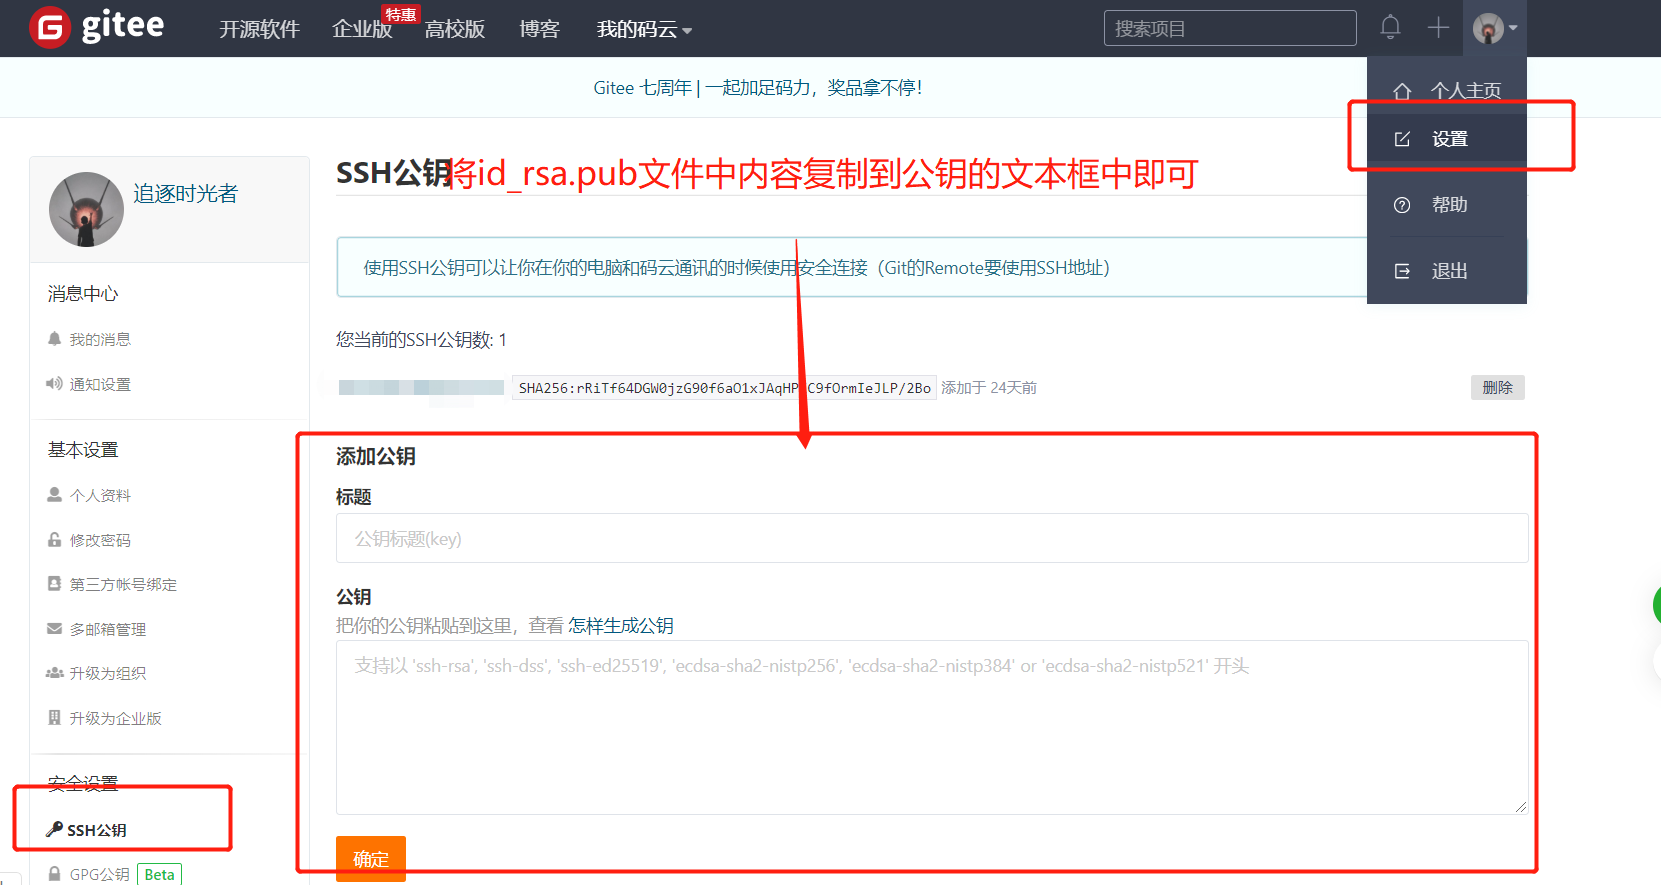 gitee
开源软件
企业版
特惠
高校版
博客
我的码云
搜索项目
Gitee 七周年 | 一起加足码力，奖品拿不停！
个人主页
设置
帮助
退出
追逐时光者
消息中心
我的消息
通知设置
基本设置
个人资料
修改密码
第三方帐号绑定
多邮箱管理
升级为组织
升级为企业版
安全设置
SSH公钥
GPG公钥 Beta
SSH公钥
将id_rsa.pub文件中内容复制到公钥的文本框中即可
使用SSH公钥可以让你在你的电脑和码云通讯的时候使用安全连接（Git的Remote要使用SSH地址）
您当前的SSH公钥数: 1
添加于 24天前
删除
添加公钥
标题
公钥标题(key)
公钥
把你的公钥粘贴到这里，查看 怎样生成公钥
支持以 'ssh-rsa', 'ssh-dss', 'ssh-ed25519', 'ecdsa-sha2-nistp256', 'ecdsa-sha2-nistp384' or 'ecdsa-sha2-nistp521' 开头
确定